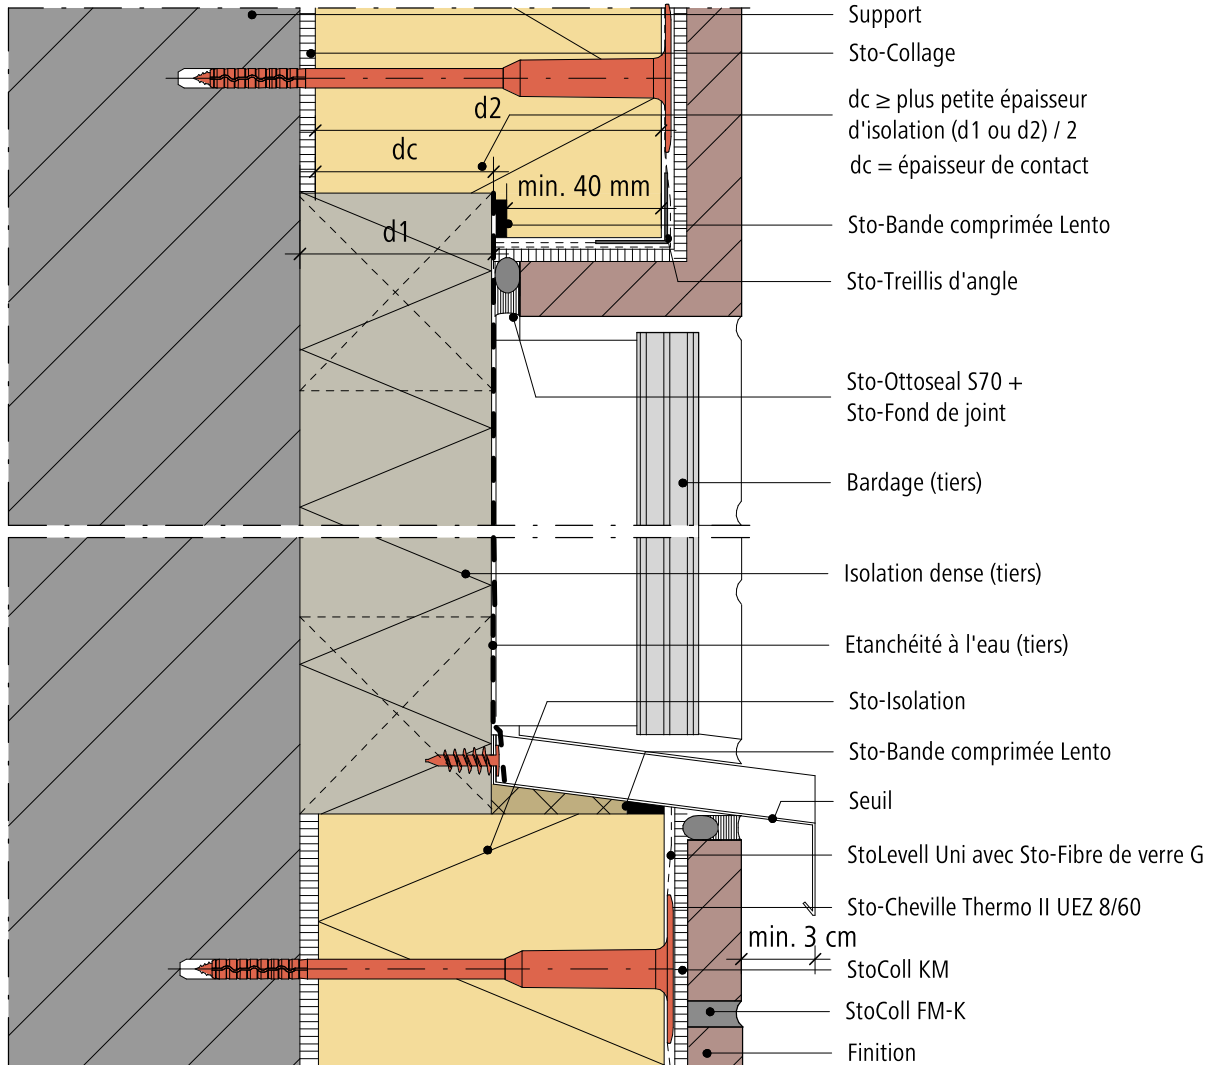 Support
Sto-Collage
d2
dc ≥ plus petite épaisseur
d'isolation (d1 ou d2) / 2
dc
dc = épaisseur de contact
min. 40 mm
Sto-Bande comprimée Lento
d1
Sto-Treillis d'angle
Sto-Ottoseal S70 +
Sto-Fond de joint
Bardage (tiers)
Isolation dense (tiers)
Etanchéité à l'eau (tiers)
Sto-Isolation
Sto-Bande comprimée Lento
Seuil
StoLevell Uni avec Sto-Fibre de verre G
Sto-Cheville Thermo II UEZ 8/60
min. 3 cm
StoColl KM
StoColl FM-K
Finition